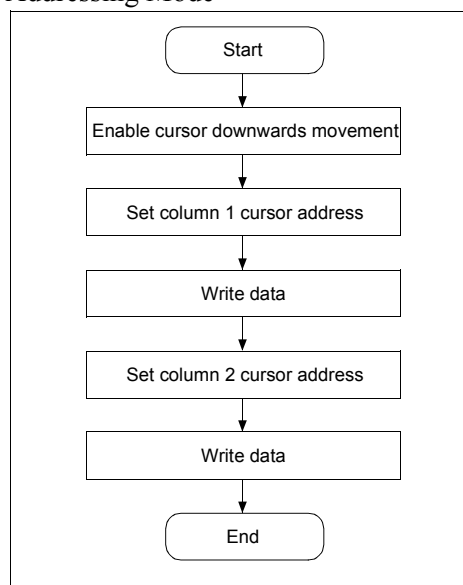 Addressing Mode
Start
Enable cursor downwards movement
Set column 1 cursor address
Write data
Set column 2 cursor address
Write data
End